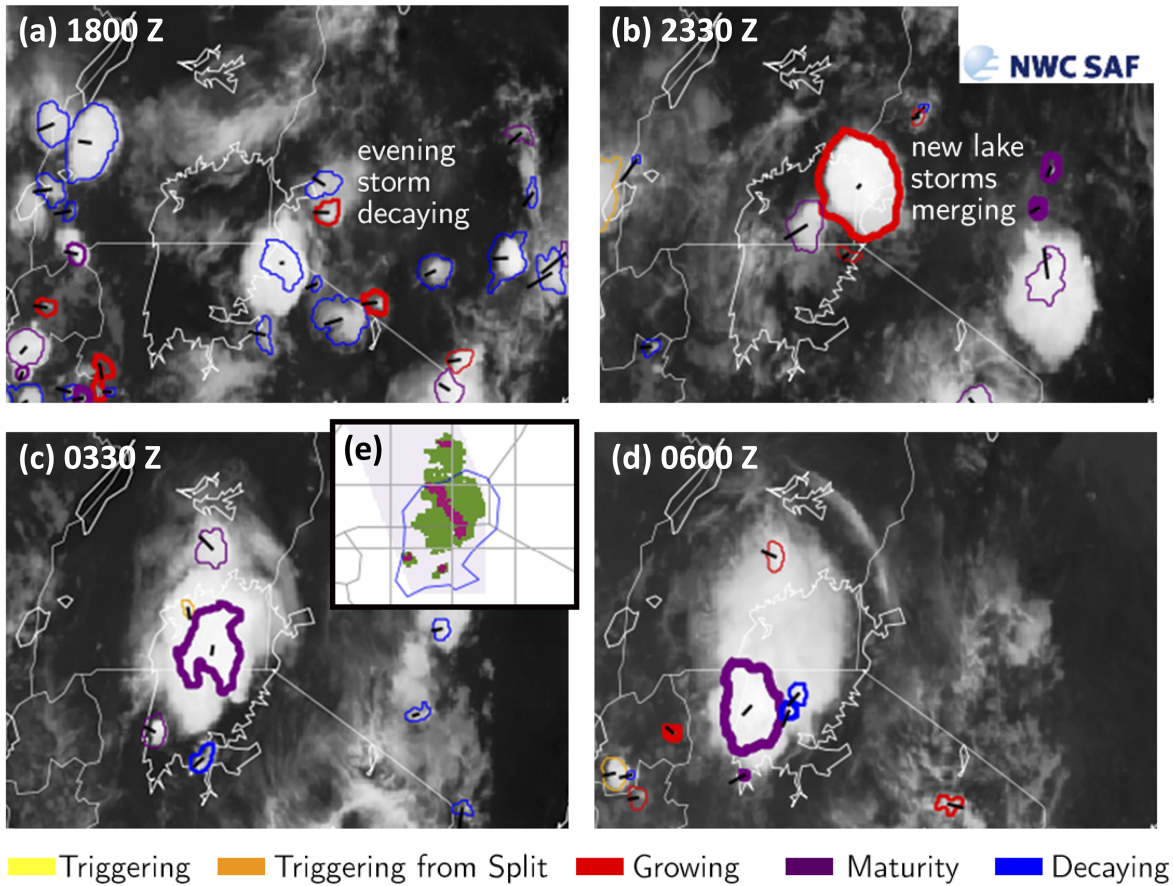 (a) 1800 Z
evening
storm
decaying
(b) 2330 Z
NWC SAF
new lake
storms
merging
(c) 0330 Z
(e)
(d) 0600 Z
Triggering
Triggering from Split
Growing
Maturity
Decaying